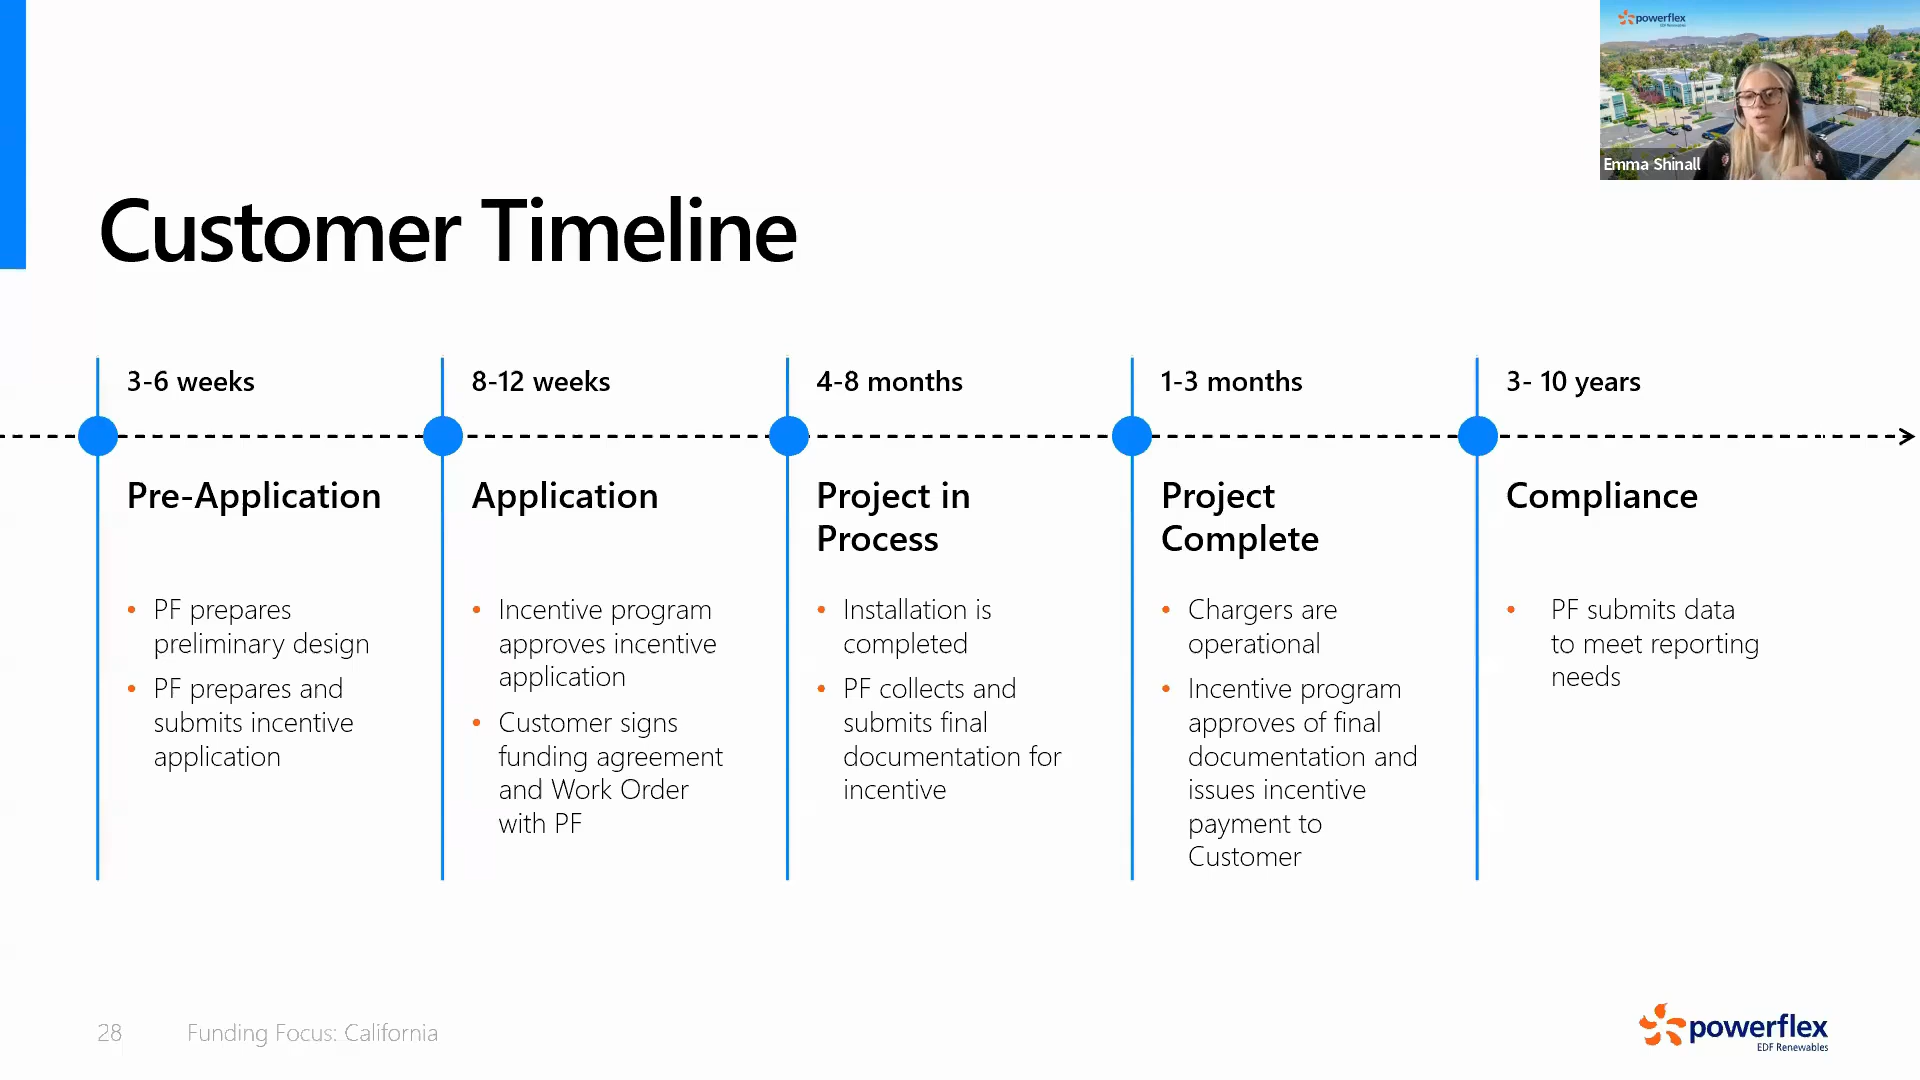 powerflex
EDF Renewables
Emma Shinall
Customer Timeline
3-6 weeks
Pre-Application
• PF prepares
preliminary design
• PF prepares and
submits incentive
application
8-12 weeks
Application
• Incentive program
approves incentive
application
• Customer signs
funding agreement
and Work Order
with PF
4-8 months
Project in
Process
• Installation is
completed
• PF collects and
submits final
documentation for
incentive
1-3 months
Project
Complete
• Chargers are
operational
• Incentive program
approves of final
documentation and
issues incentive
payment to
Customer
3- 10 years
Compliance
• PF submits data
to meet reporting
needs
28
Funding Focus: California
powerflex
EDF Renewables